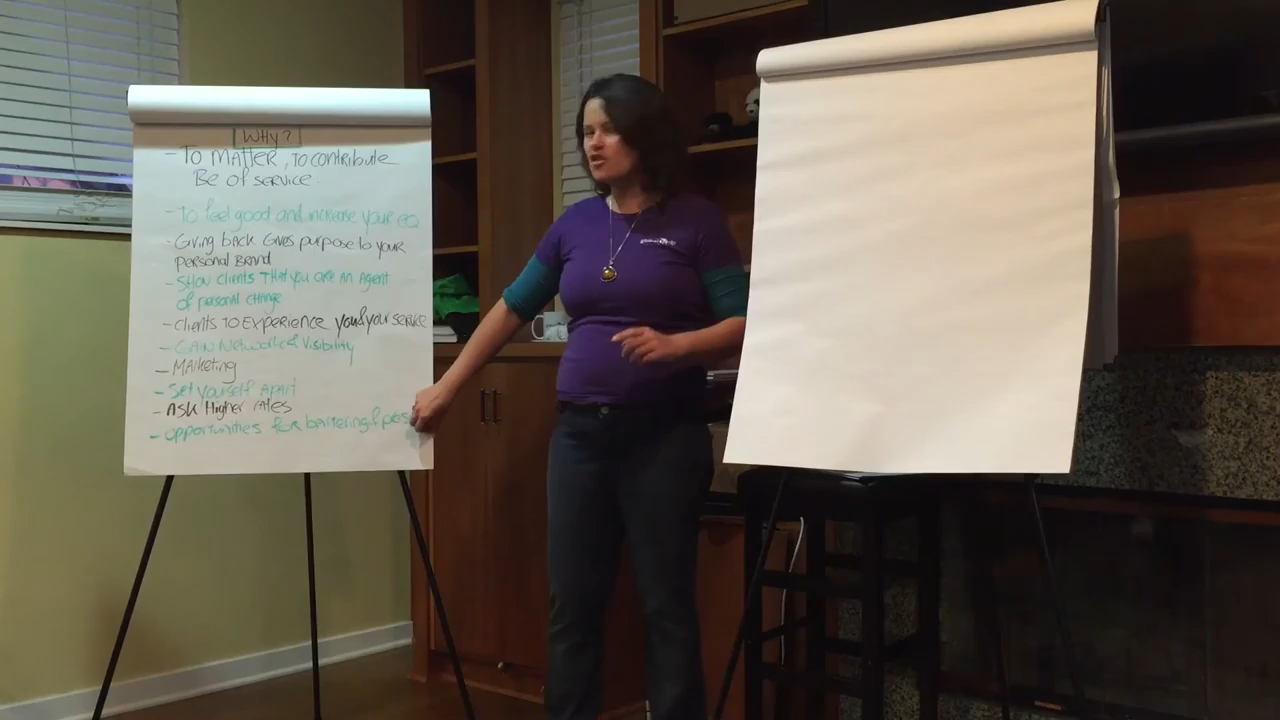 WHY?
- To MATTER, To contribute
Be of service.
- To feel good and increase your EQ
- Giving back gives purpose to your
personal Brand
- Show clients That you are an Agent
of personal change
- clients To Experience you & your service
- GAIN Network & Visibility
- MArketing
- Set yourself Apart
- ASK Higher rates
- opportunities for bartering &